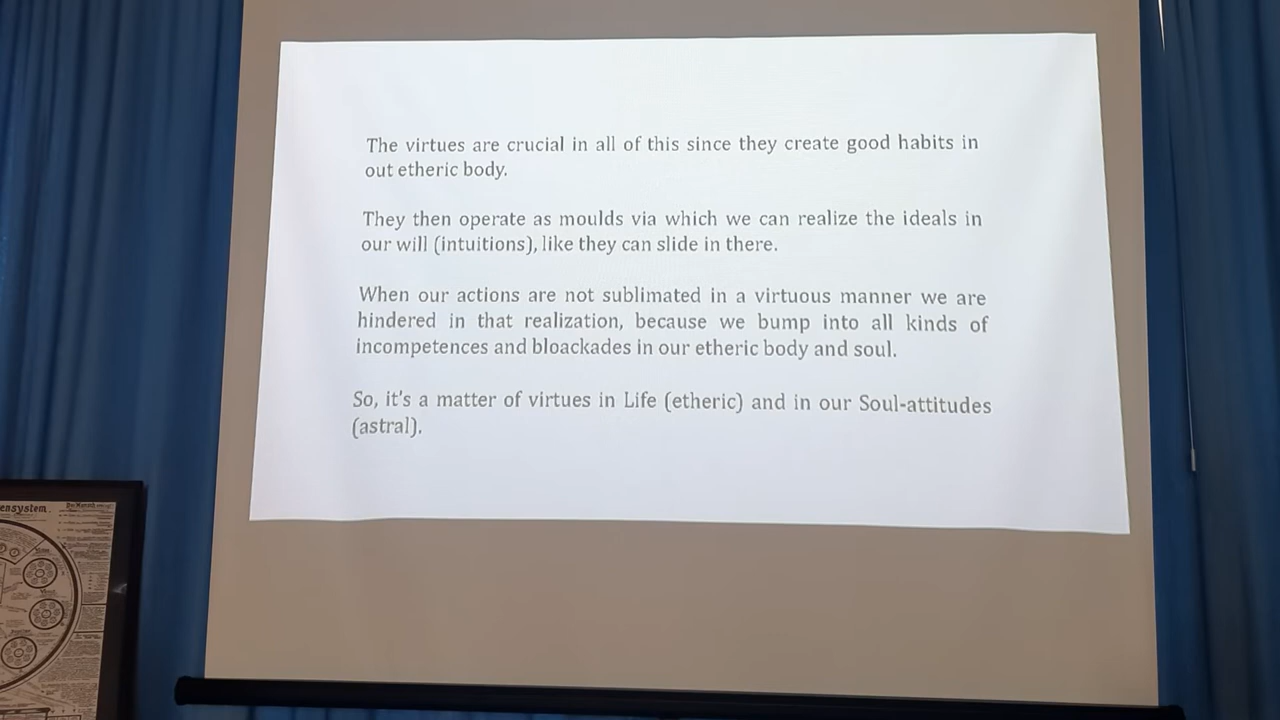 The virtues are crucial in all of this since they create good habits in
out etheric body.
They then operate as moulds via which we can realize the ideals in
our will (intuitions), like they can slide in there.
When our actions are not sublimated in a virtuous manner we are
hindered in that realization, because we bump into all kinds of
incompetences and bloackades in our etheric body and soul.
So, it's a matter of virtues in Life (etheric) and in our Soul-attitudes
(astral).
ensystem